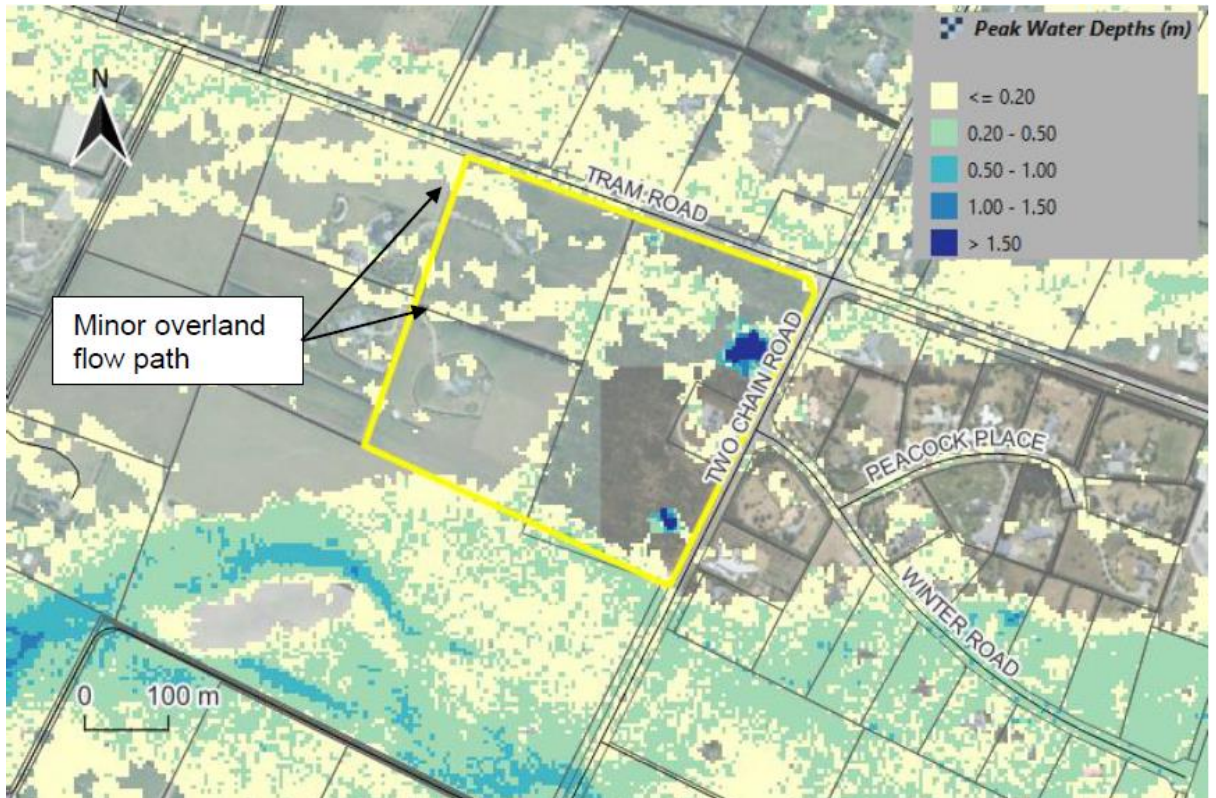 Peak Water Depths (m)
<= 0.20
0.20 - 0.50
0.50 - 1.00
1.00 - 1.50
> 1.50
N
TRAM ROAD
Minor overland
flow path
TWO CHAIN ROAD
PEACOCK PLACE
WINTER ROAD
0 100 m